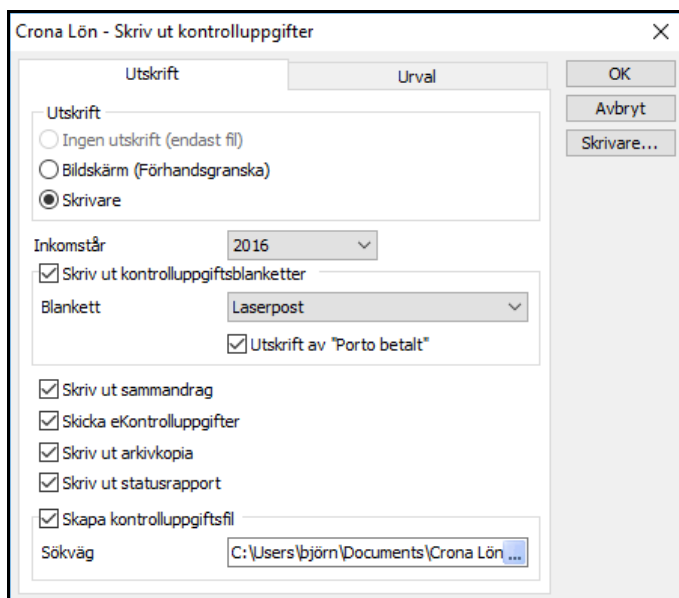 Crona Lön - Skriv ut kontrolluppgifter
Utskrift
Urval
OK
Avbryt
Skrivare...
Utskrift
Ingen utskrift (endast fil)
Bildskärm (Förhandsgranska)
Skrivare
Inkomstår 2016
Skriv ut kontrolluppgiftsblanketter
Blankett Laserpost
Utskrift av "Porto betalt"
Skriv ut sammandrag
Skicka eKontrolluppgifter
Skriv ut arkivkopia
Skriv ut statusrapport
Skapa kontrolluppgiftsfil
Sökväg C:\Users\björn\Documents\Crona Lön ...